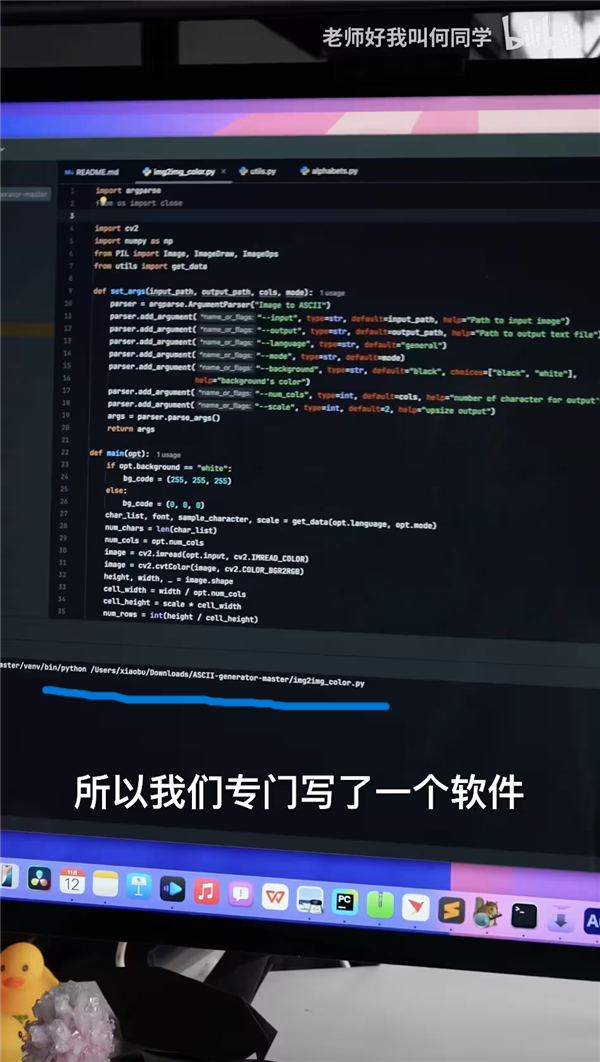 老师好我叫何同学 bilibili
README.md img2img_color.py × utils.py alphabets.py
1 import argparse
2 from os import close
3
4 import cv2
5 import numpy as np
6 from PIL import Image, ImageDraw, ImageOps
7 from utils import get_data
8
9 def set_args(input_path, output_path, cols, mode): 1 usage
10 parser = argparse.ArgumentParser("Image to ASCII")
11 parser.add_argument( *name_or_flags: "--input", type=str, default=input_path, help="Path to input image")
12 parser.add_argument( *name_or_flags: "--output", type=str, default=output_path, help="Path to output text file")
13 parser.add_argument( *name_or_flags: "--language", type=str, default="general")
14 parser.add_argument( *name_or_flags: "--mode", type=str, default=mode)
15 parser.add_argument( *name_or_flags: "--background", type=str, default="black", choices=["black", "white"],
16 help="background's color")
17 parser.add_argument( *name_or_flags: "--num_cols", type=int, default=cols, help="number of character for output"
18 parser.add_argument( *name_or_flags: "--scale", type=int, default=2, help="upsize output")
19 args = parser.parse_args()
20 return args
21
22 def main(opt): 1 usage
23 if opt.background == "white":
24 bg_code = (255, 255, 255)
25 else:
26 bg_code = (0, 0, 0)
27 char_list, font, sample_character, scale = get_data(opt.language, opt.mode)
28 num_chars = len(char_list)
29 num_cols = opt.num_cols
30 image = cv2.imread(opt.input, cv2.IMREAD_COLOR)
31 image = cv2.cvtColor(image, cv2.COLOR_BGR2RGB)
32 height, width, _ = image.shape
33 cell_width = width / opt.num_cols
34 cell_height = scale * cell_width
35 num_rows = int(height / cell_height)
aster/venv/bin/python /Users/xiaobu/Downloads/ASCII-generator-master/img2img_color.py
所以我们专门写了一个软件
11月
12
PC